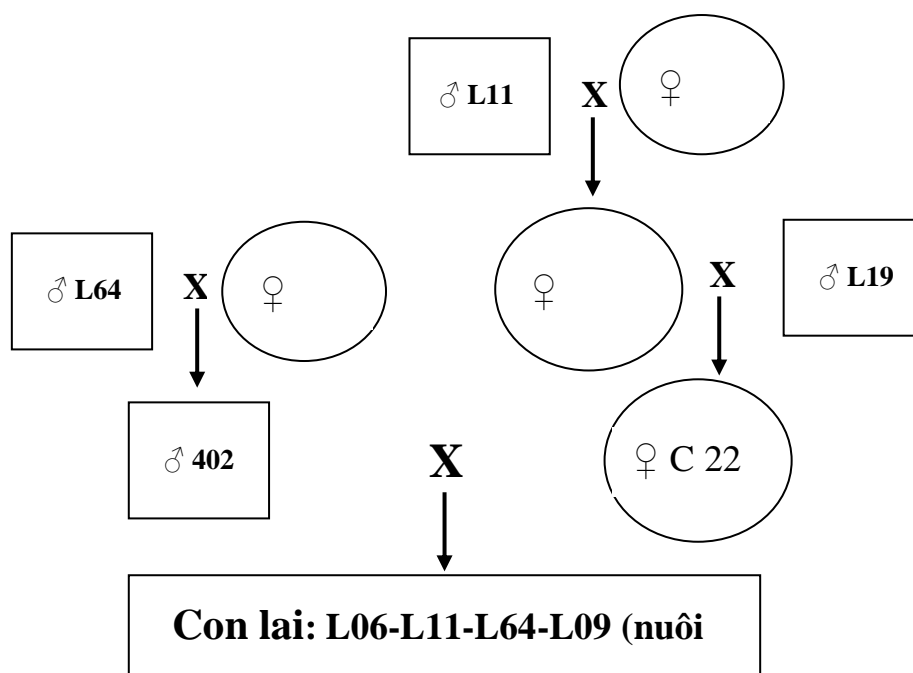 ♂ L11 X ♀
♂ L64 X ♀ ♀ X ♂ L19
♂ 402 X ♀ C 22
Con lai: L06-L11-L64-L09 (nuôi